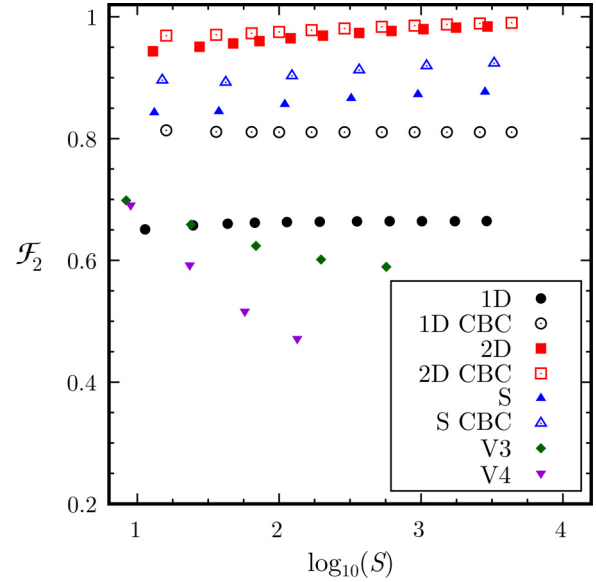 1
0.8
0.6
0.4
0.2
ℱ₂
1D
1D CBC
2D
2D CBC
S
S CBC
V3
V4
1 2 3 4
log₁₀(S)